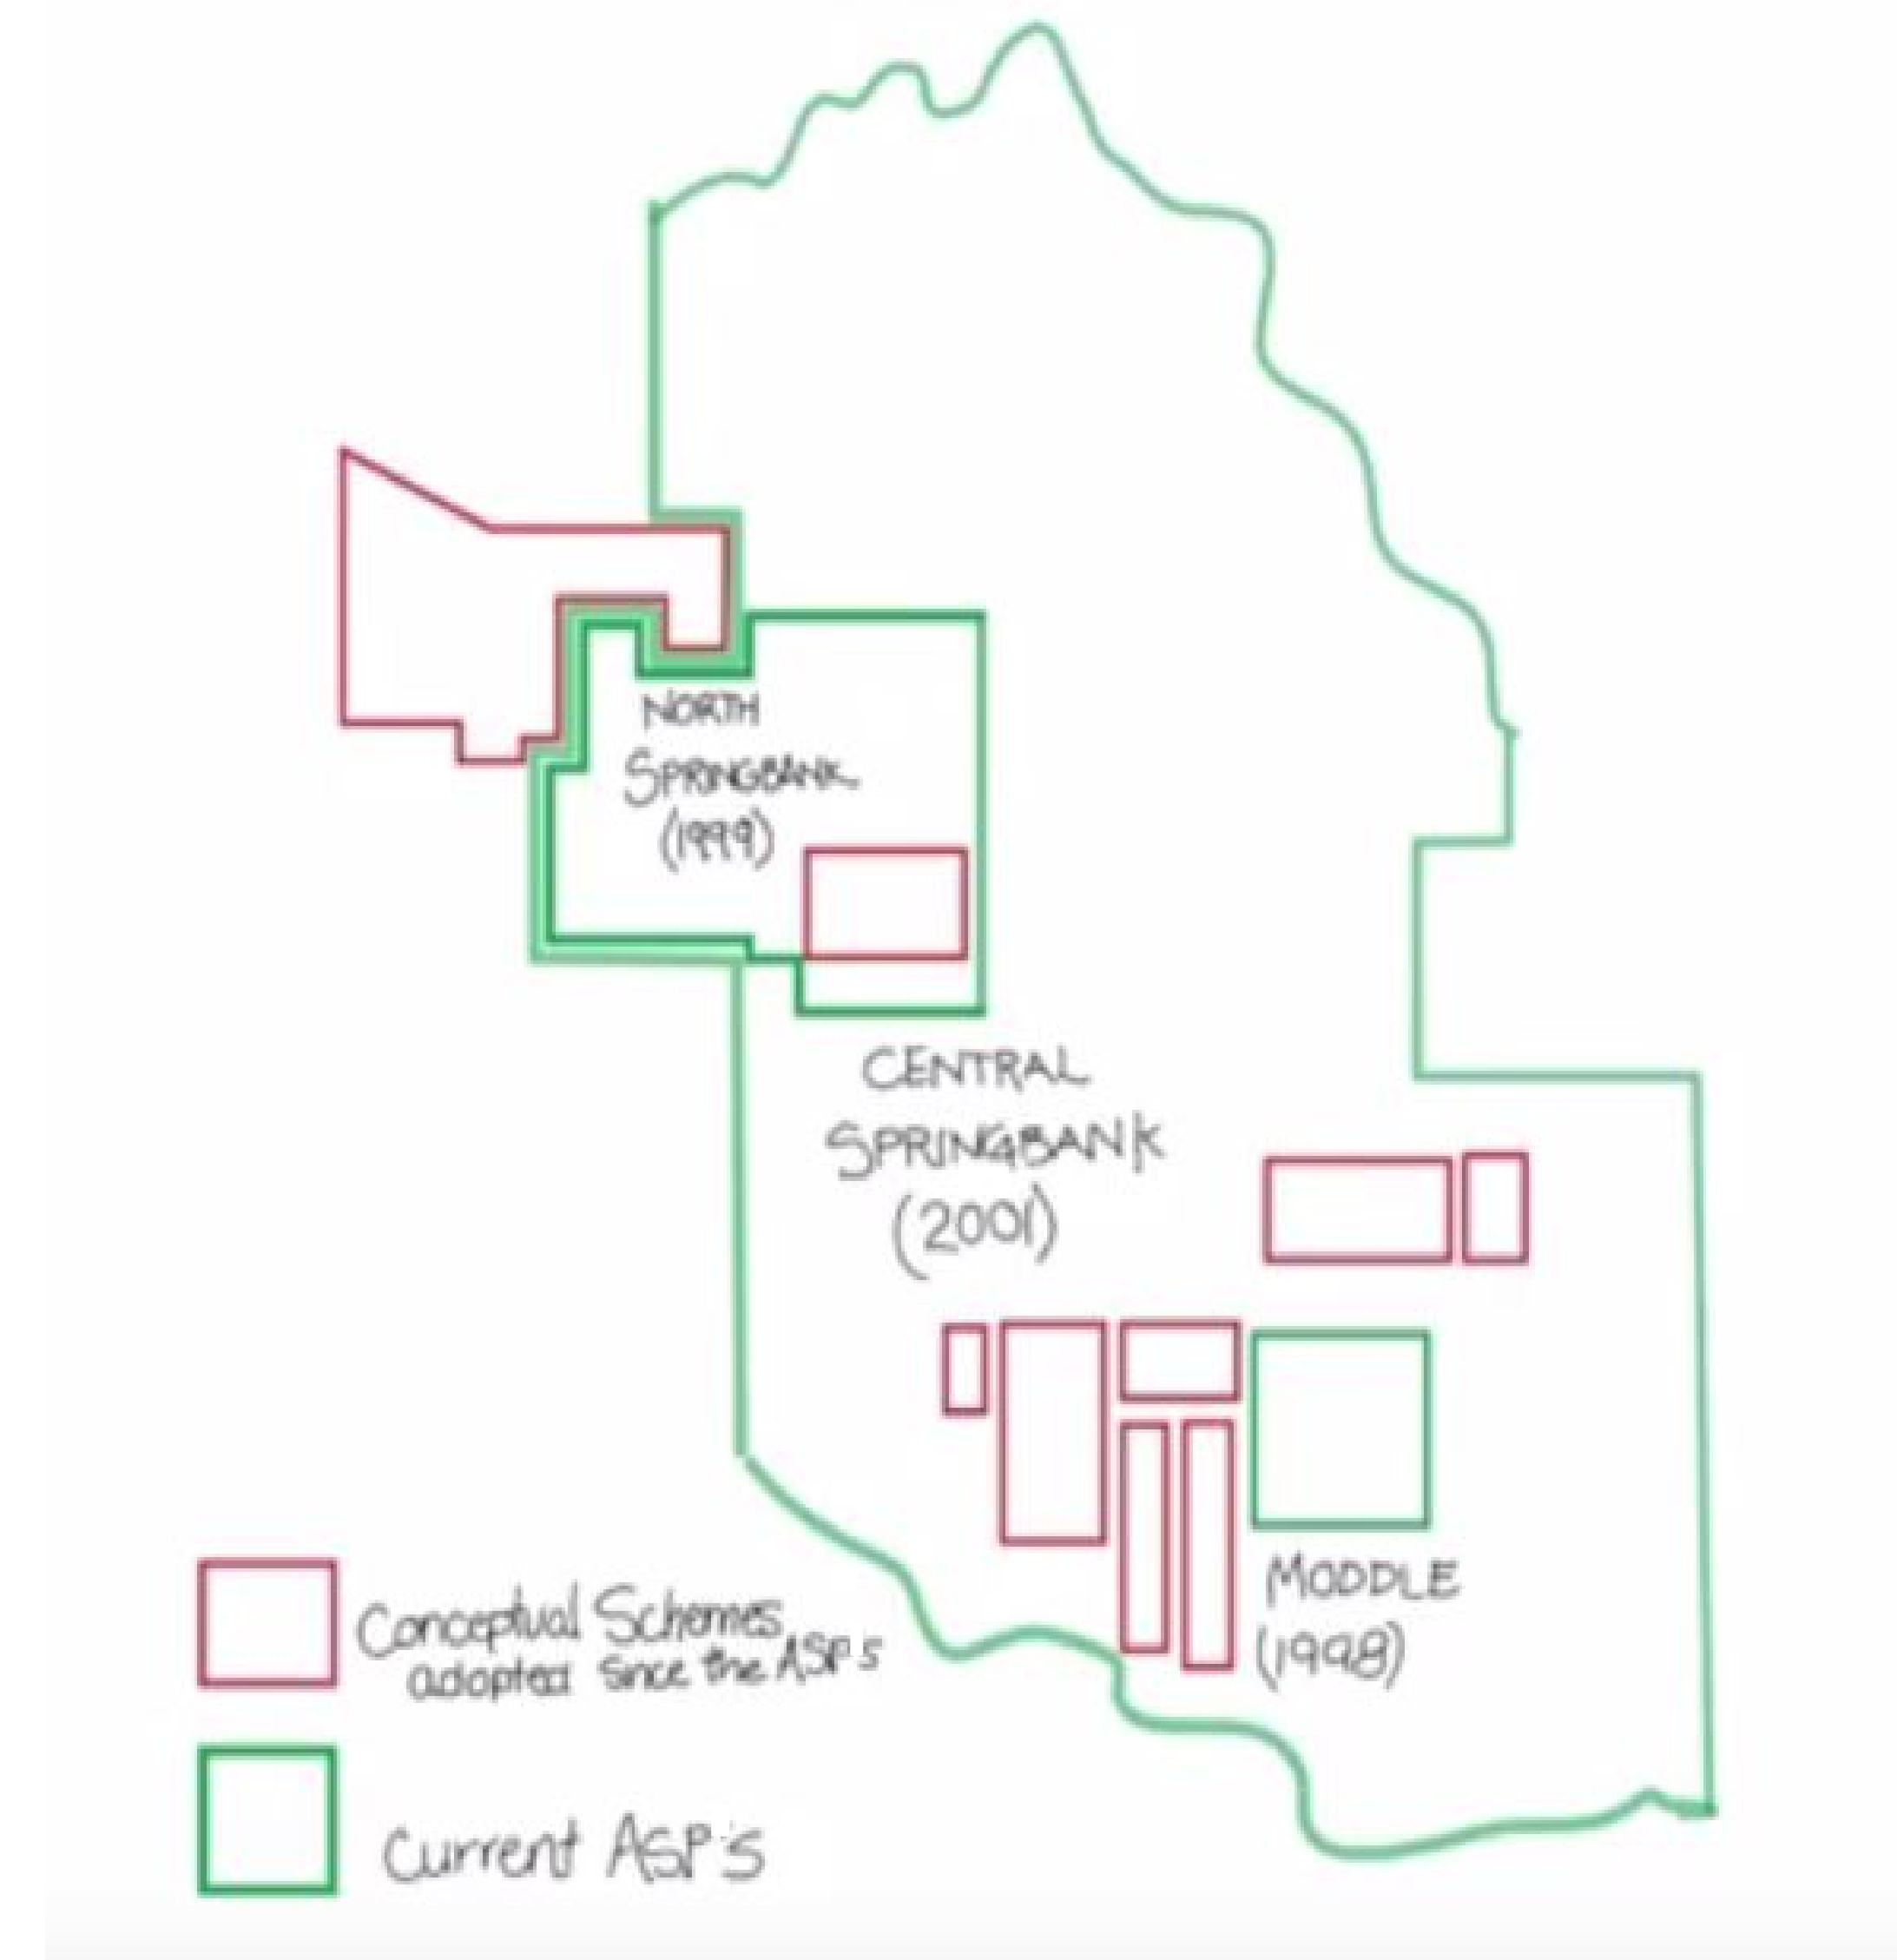 NORTH
SPRINGBANK
(1999)
CENTRAL
SPRINGBANK
(2001)
MODDLE
(1998)
Conceptual Schemes
adopted since the ASP's
Current ASP's